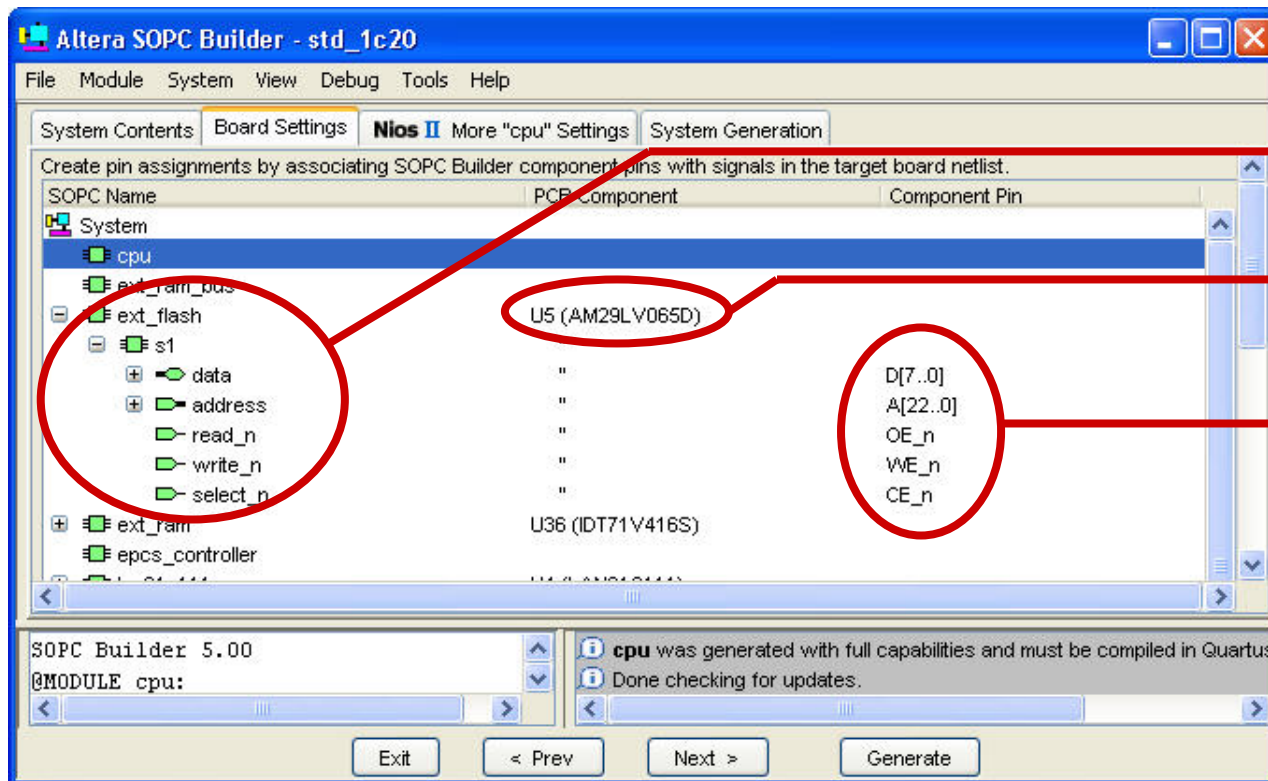 Altera SOPC Builder - std_1c20
File Module System View Debug Tools Help
System Contents Board Settings Nios II More "cpu" Settings System Generation
Create pin assignments by associating SOPC Builder component pins with signals in the target board netlist.
SOPC Name PCB Component Component Pin
System
cpu
ext_ram_bus
ext_flash U5 (AM29LV065D)
s1
data " D[7..0]
address " A[22..0]
read_n " OE_n
write_n " WE_n
select_n " CE_n
ext_ram U36 (IDT71V416S)
epcs_controller
SOPC Builder 5.00
@MODULE cpu:
cpu was generated with full capabilities and must be compiled in Quartus
Done checking for updates.
Exit < Prev Next > Generate